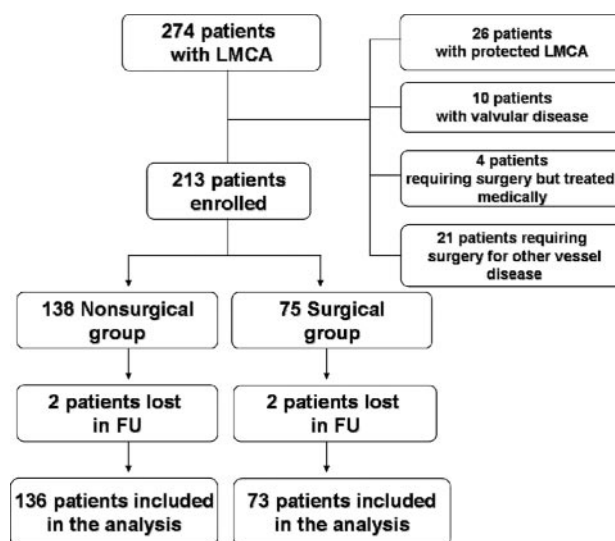 274 patients
with LMCA
26 patients
with protected LMCA
10 patients
with valvular disease
4 patients
requiring surgery but treated
medically
21 patients requiring
surgery for other vessel
disease
213 patients
enrolled
138 Nonsurgical
group
75 Surgical
group
2 patients lost
in FU
2 patients lost
in FU
136 patients included
in the analysis
73 patients included
in the analysis